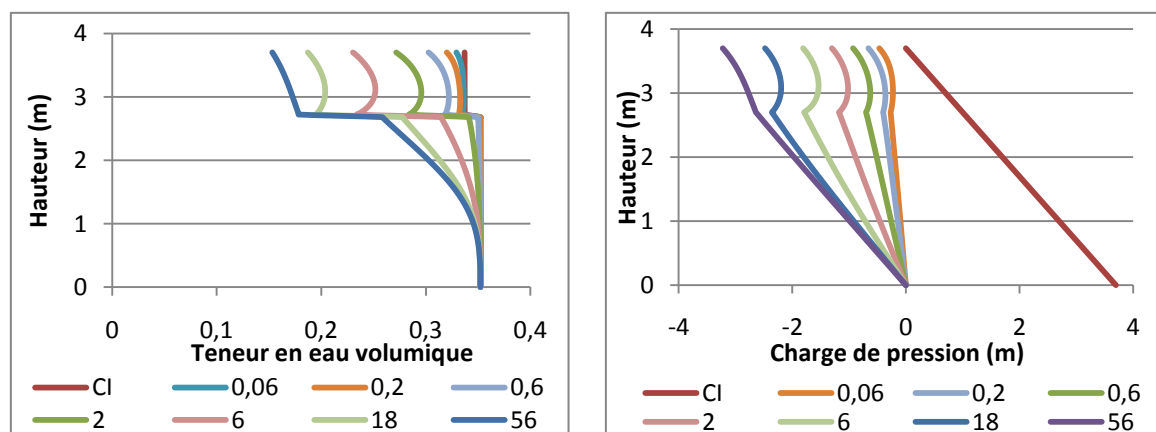 4
3
2
1
0
Hauteur (m)
0 0,1 0,2 0,3 0,4
Teneur en eau volumique
CI 0,06 0,2 0,6
2 6 18 56
4
3
2
1
0
Hauteur (m)
-4 -2 0 2 4
Charge de pression (m)
CI 0,06 0,2 0,6
2 6 18 56